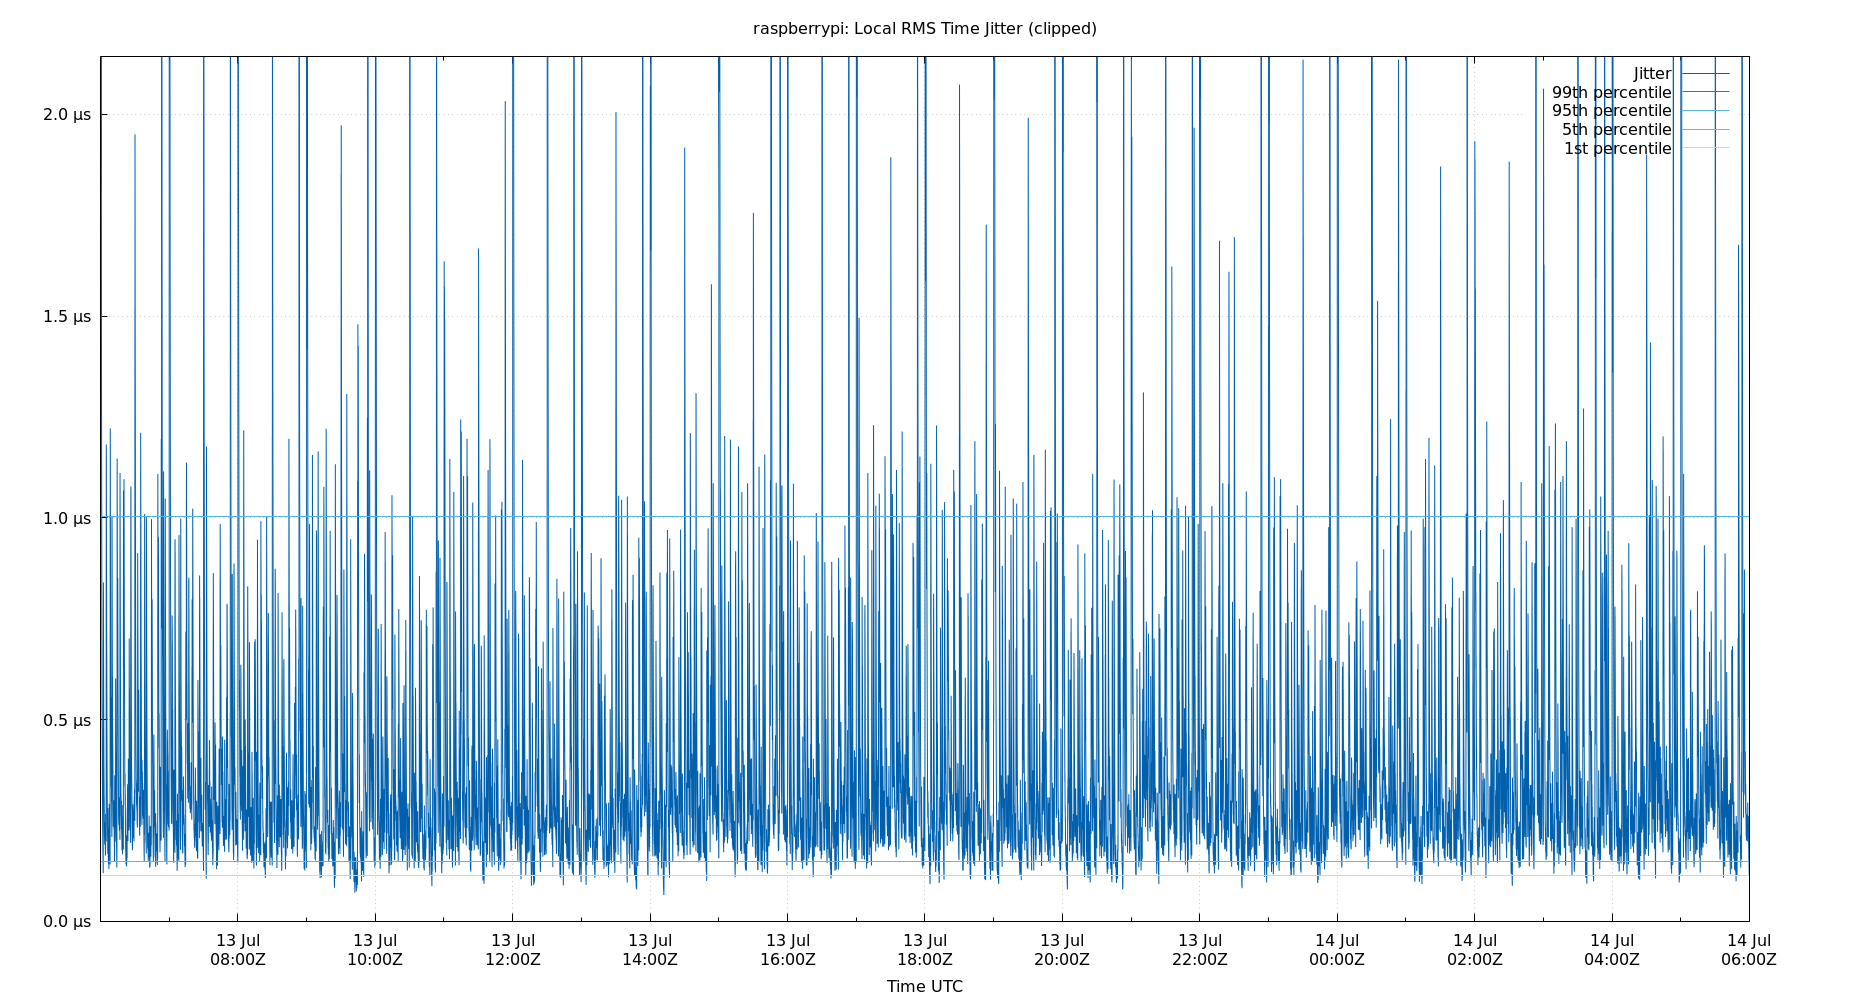 raspberrypi: Local RMS Time Jitter (clipped)
Jitter
99th percentile
95th percentile
5th percentile
1st percentile
2.0 µs
1.5 µs
1.0 µs
0.5 µs
0.0 µs
13 Jul 13 Jul 13 Jul 13 Jul 13 Jul 13 Jul 13 Jul 13 Jul 14 Jul 14 Jul 14 Jul 14 Jul
08:00Z 10:00Z 12:00Z 14:00Z 16:00Z 18:00Z 20:00Z 22:00Z 00:00Z 02:00Z 04:00Z 06:00Z
Time UTC